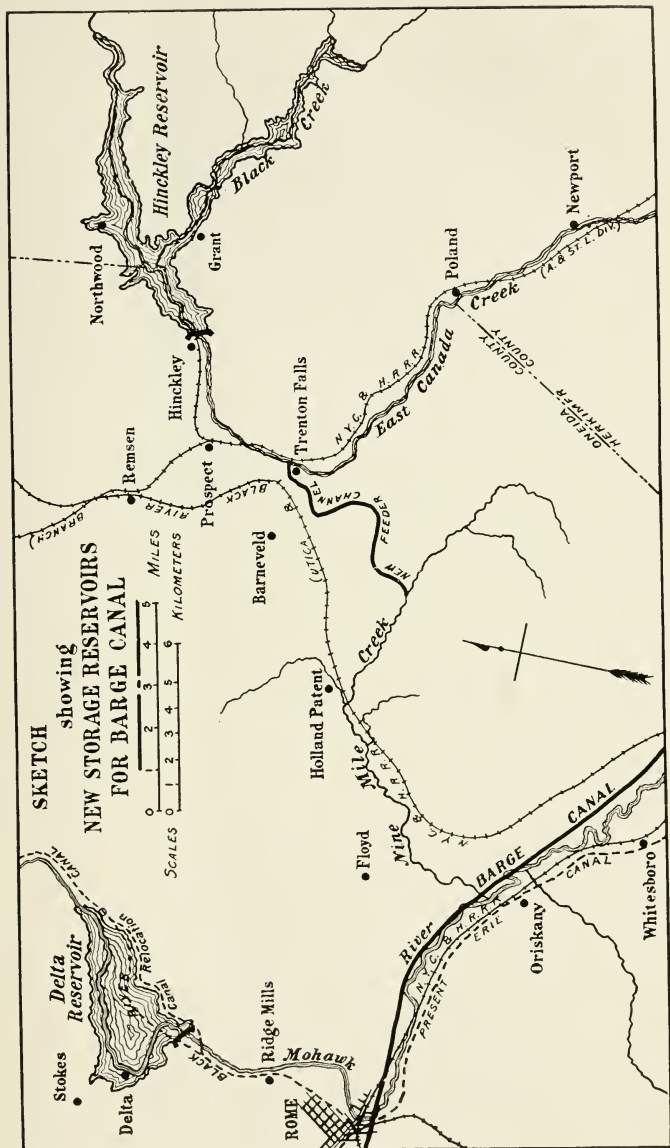 SKETCH
showing
NEW STORAGE RESERVOIRS
FOR BARGE CANAL
SCALES
0 1 2 3 4 5 MILES
0 1 2 3 4 5 6 KILOMETERS
Stokes
Delta Reservoir
Delta
RIVER
CANAL
Relocation
Canal
BLACK
Ridge Mills
Mohawk
ROME
River
BARGE CANAL
N.Y.C. & H.R.R.R.
PRESENT ERIE CANAL
Oriskany
Whitesboro
Floyd
Nine Mile Creek
N.Y.C. & H.R.R.R.
Holland Patent
(UTICA & BLACK RIVER BRANCH)
Barneveld
Remsen
Prospect
Hinckley
Trenton Falls
NEW FEEDER CHANNEL
Northwood
Hinckley Reservoir
Grant
Black Creek
N.Y.C. & H.R.R.R.
East Canada Creek
Poland
Newport
(A. & ST. L. DIV.)
ONEIDA COUNTY
HERKIMER COUNTY